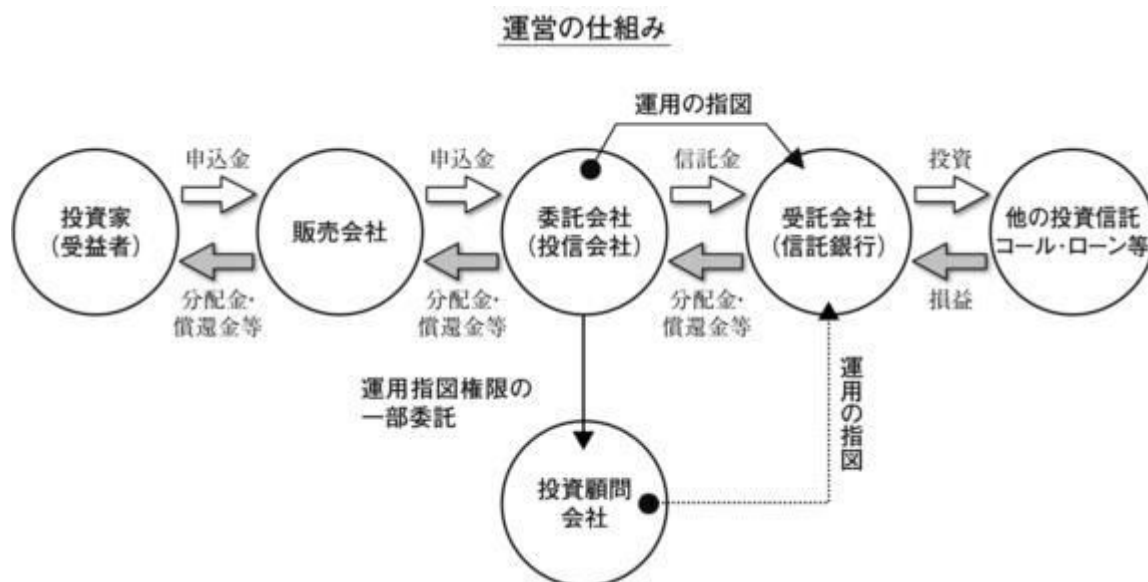 運営の仕組み
運用の指図
申込金
申込金
信託金
投資
投資家
(受益者)
販売会社
委託会社
(投信会社)
受託会社
(信託銀行)
他の投資信託
コール・ローン等
分配金・
償還金等
分配金・
償還金等
分配金・
償還金等
損益
運用指図権限の
一部委託
運用の指図
投資顧問
会社